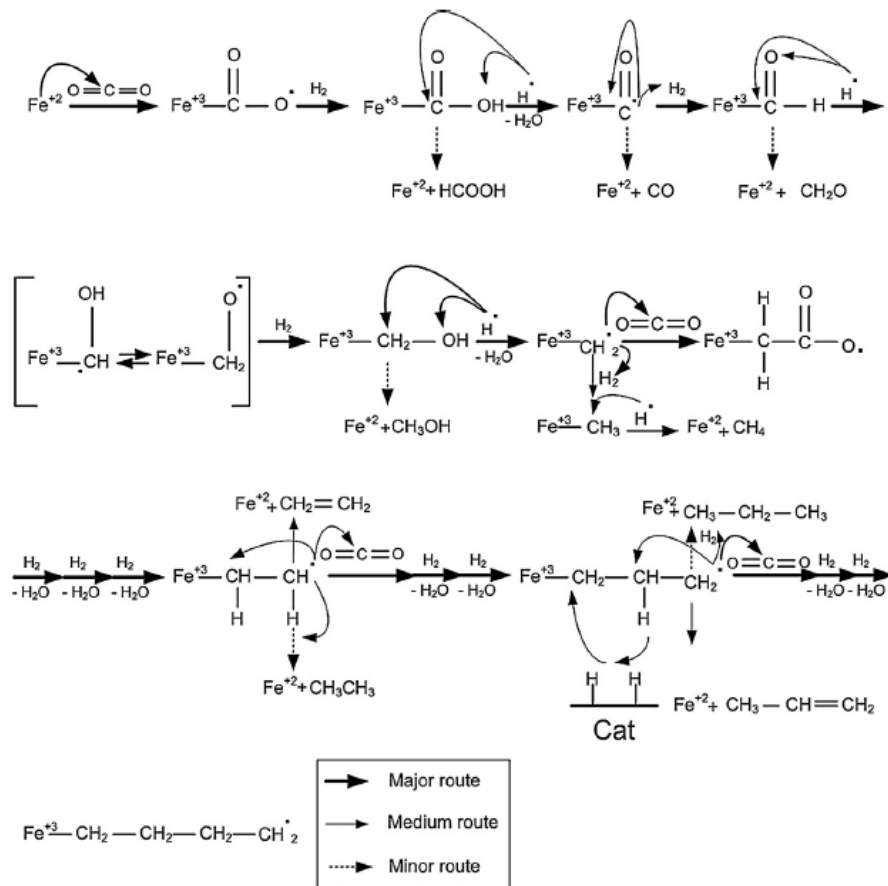 O O O O
Fe+2 O=C=O Fe+3 C O• H2 Fe+3 C OH H• - H2O Fe+3 C• H2 Fe+3 C H H•
Fe+2+HCOOH Fe+2+ CO Fe+2 + CH2O
OH O•
Fe+3 •CH Fe+3 CH2 H2 Fe+3 CH2 OH H• - H2O Fe+3 CH•2 O=C=O Fe+3 H C H C O O•
H2
Fe+2+CH3OH Fe+3 CH3 H• Fe+2+ CH4
Fe+2+CH2=CH2 Fe+2+ CH3—CH2—CH3
H2 H2 H2 O=C=O H2 H2 H2 O=C=O H2 H2
- H2O - H2O - H2O Fe+3 CH CH• - H2O - H2O Fe+3 CH2 CH CH2• - H2O - H2O
H H H
Fe+2+CH3CH3 H H
Cat Fe+2+ CH3—CH=CH2
Fe+3—CH2—CH2—CH2—CH•2
Major route
Medium route
Minor route